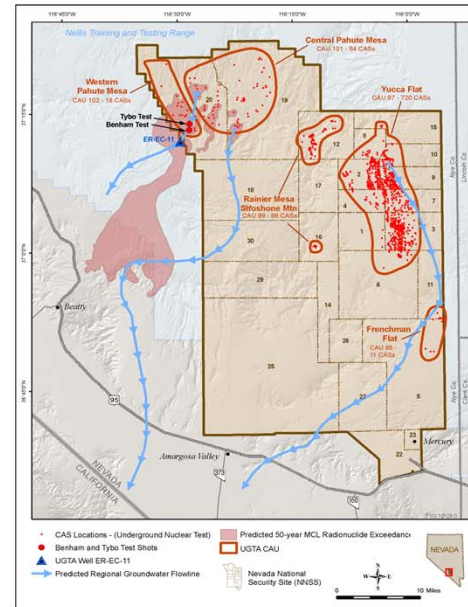 116°45'0"W
116°30'0"W
116°15'0"W
116°0'0"W
Nellis Training and Testing Range
Central Pahute Mesa
CAU 101 - 64 CASs
Western
Pahute Mesa
CAU 102 - 18 CASs
Yucca Flat
CAU 97 - 720 CASs
Tybo Test
Benham Test
ER-EC-11
Rainier Mesa
Shoshone Mtn
CAU 99 - 66 CASs
Frenchman
Flat
CAU 98 -
11 CASs
20
19
15
8
10
12
2
9
17
7
4
3
18
1
16
30
29
6
11
14
26
25
27
5
23
22
Nye Co.
Lincoln Co.
Nye Co.
Clark Co.
37°15'0"N
37°0'0"N
36°45'0"N
Beatty
95
Amargosa Valley
373
Mercury
160
NEVADA
CALIFORNIA
CAS Locations - (Underground Nuclear Test)
Benham and Tybo Test Shots
UGTA Well ER-EC-11
Predicted Regional Groundwater Flowline
Predicted 50-year MCL Radionuclide Exceedance
UGTA CAU
Nevada National
Security Site (NNSS)
NEVADA
0
10 Miles